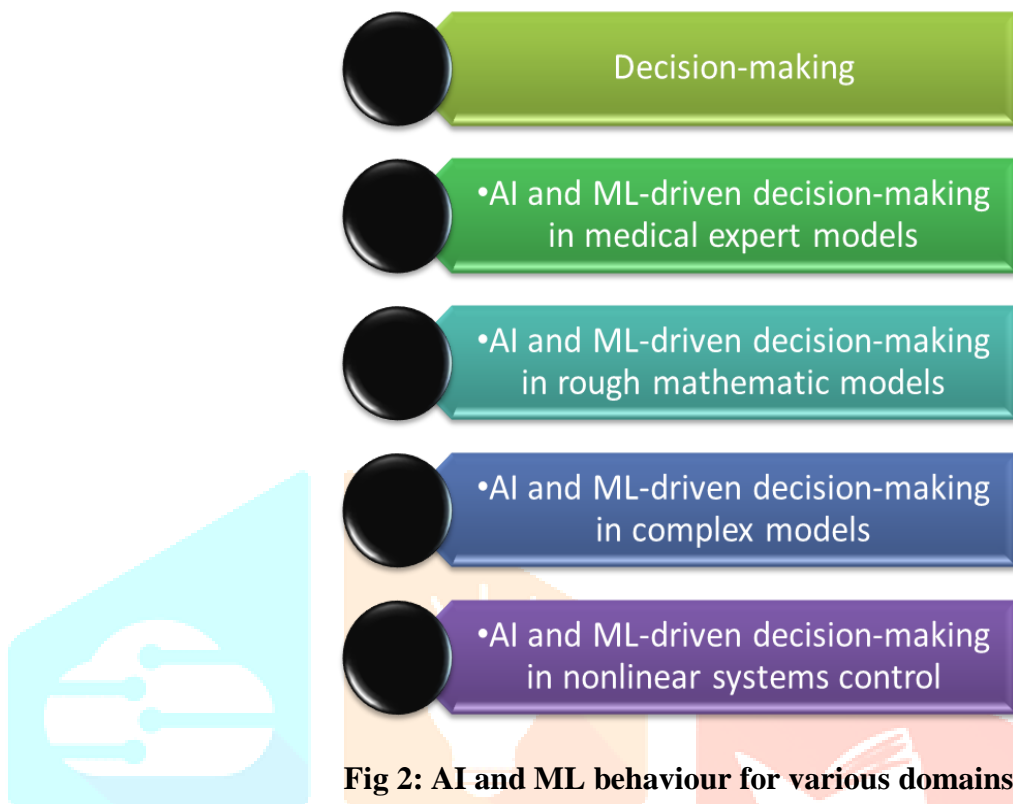 Decision-making
•AI and ML-driven decision-making
in medical expert models
•AI and ML-driven decision-making
in rough mathematic models
•AI and ML-driven decision-making
in complex models
•AI and ML-driven decision-making
in nonlinear systems control
Fig 2: AI and ML behaviour for various domains